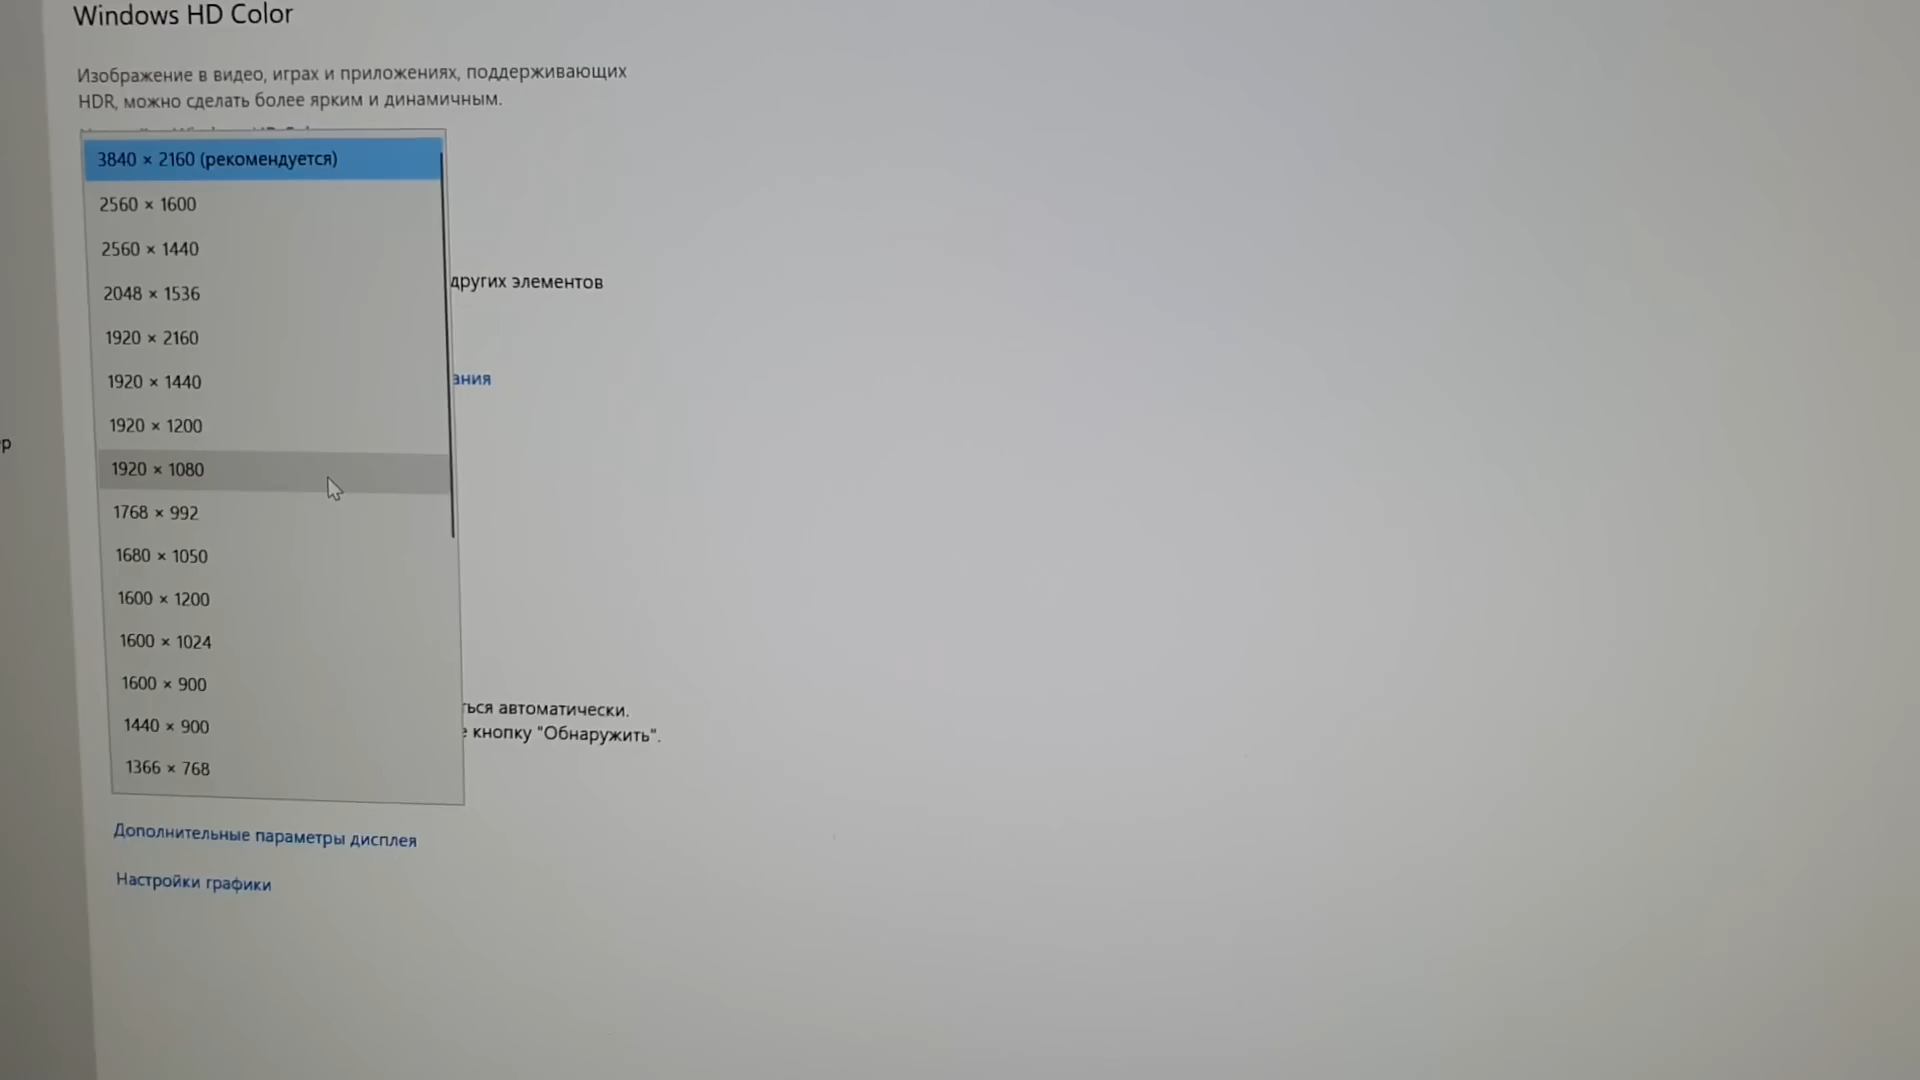 Windows HD Color
Изображение в видео, играх и приложениях, поддерживающих
HDR, можно сделать более ярким и динамичным.
3840 × 2160 (рекомендуется)
2560 × 1600
2560 × 1440
других элементов
2048 × 1536
1920 × 2160
ания
1920 × 1440
1920 × 1200
р
1920 × 1080
1768 × 992
1680 × 1050
1600 × 1200
1600 × 1024
1600 × 900
ться автоматически.
1440 × 900
е кнопку "Обнаружить".
1366 × 768
Дополнительные параметры дисплея
Настройки графики